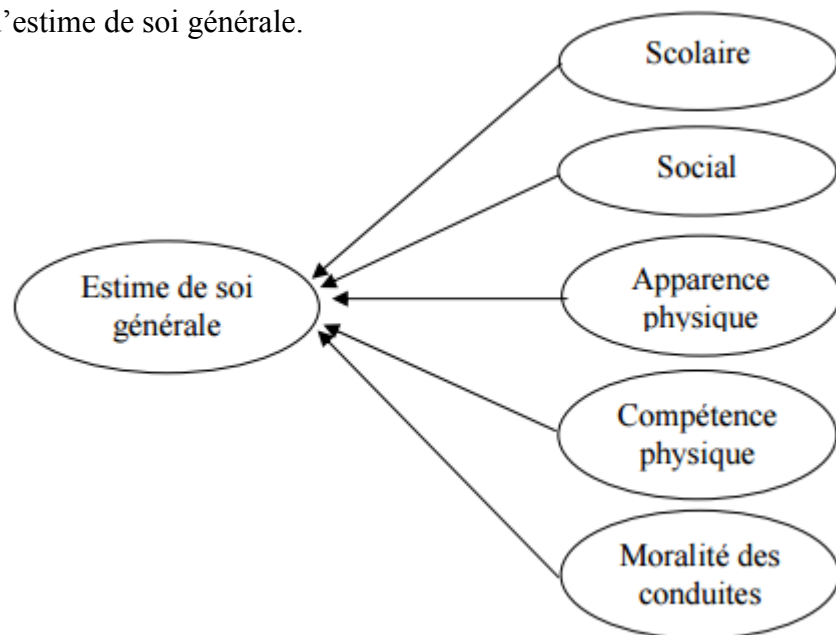 'estime de soi générale.
Scolaire
Social
Apparence
physique
Estime de soi
générale
Compétence
physique
Moralité des
conduites